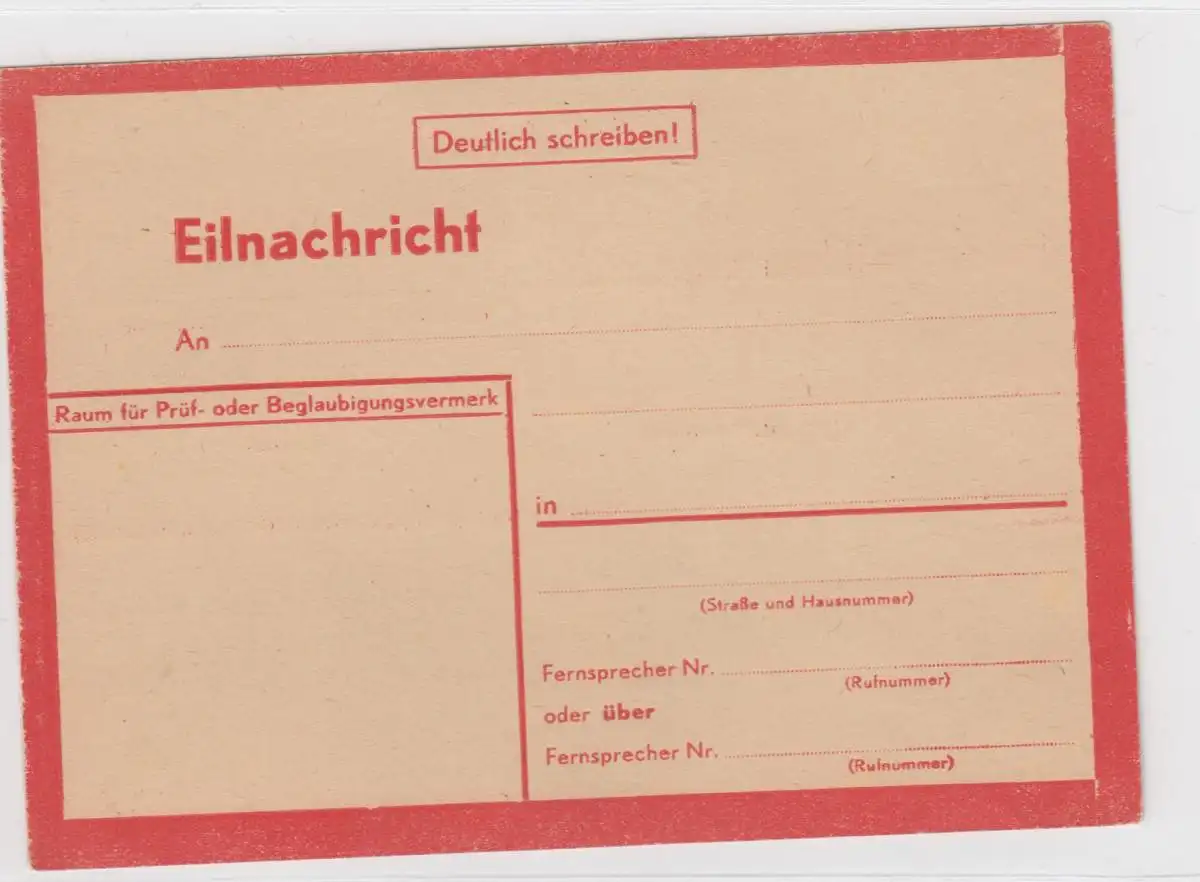 Deutlich schreiben!
Eilnachricht
An
Raum für Prüf- oder Beglaubigungsvermerk
in
(Straße und Hausnummer)
Fernsprecher Nr.
(Rufnummer)
oder über
Fernsprecher Nr.
(Rufnummer)